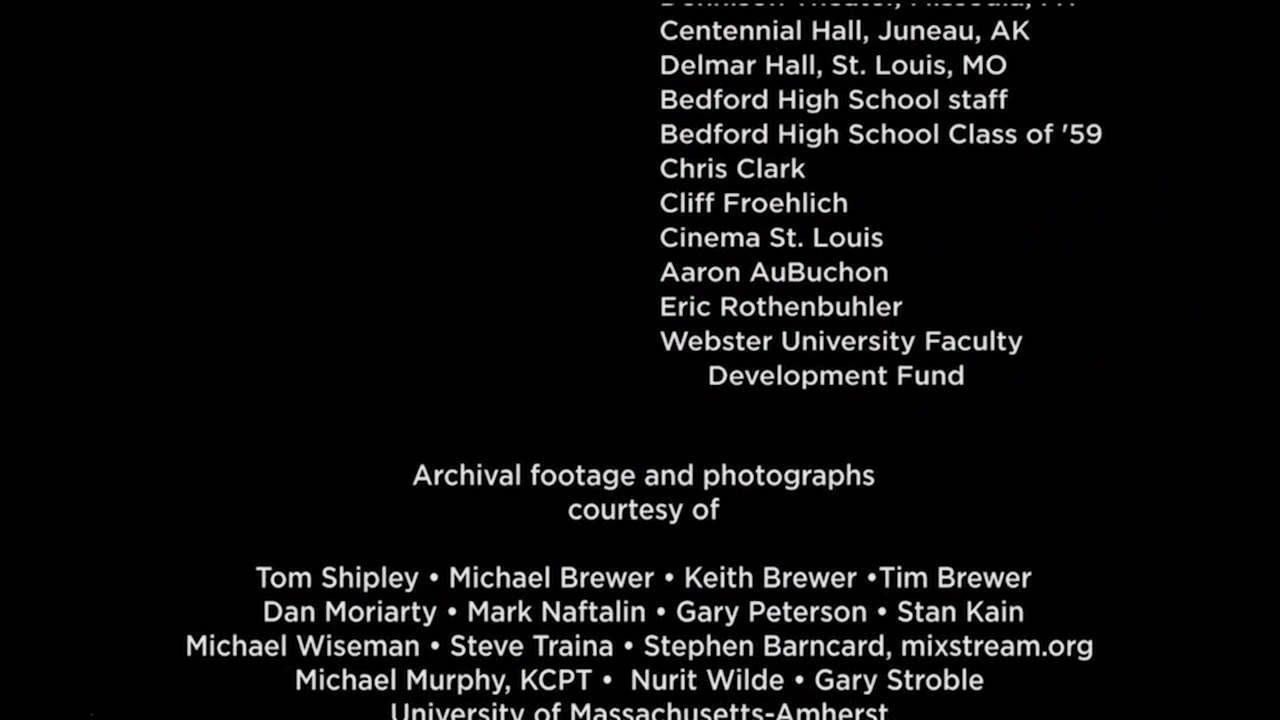 Centennial Hall, Juneau, AK
Delmar Hall, St. Louis, MO
Bedford High School staff
Bedford High School Class of '59
Chris Clark
Cliff Froehlich
Cinema St. Louis
Aaron AuBuchon
Eric Rothenbuhler
Webster University Faculty
Development Fund
Archival footage and photographs
courtesy of
Tom Shipley • Michael Brewer • Keith Brewer •Tim Brewer
Dan Moriarty • Mark Naftalin • Gary Peterson • Stan Kain
Michael Wiseman • Steve Traina • Stephen Barncard, mixstream.org
Michael Murphy, KCPT • Nurit Wilde • Gary Stroble
University of Massachusetts-Amherst